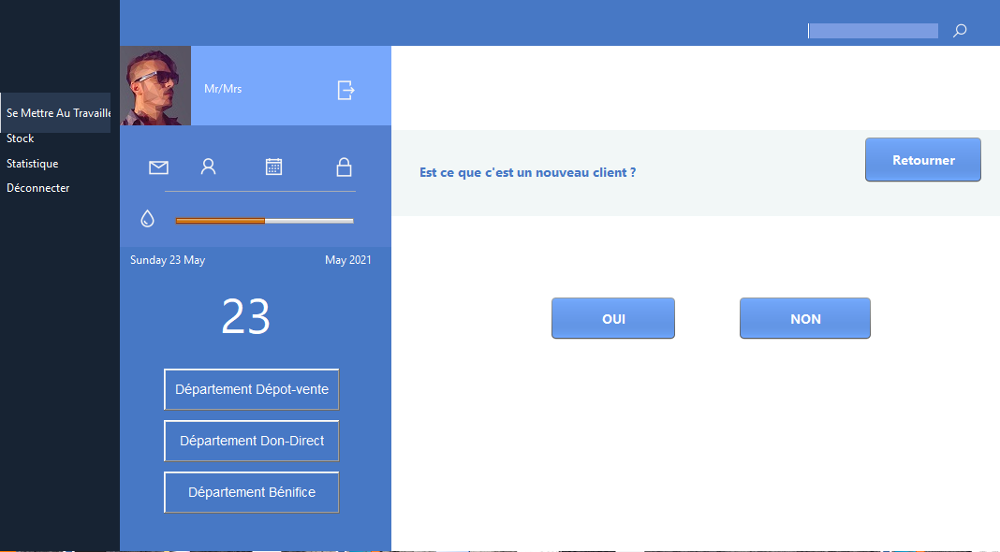 Se Mettre Au Travaille
Stock
Statistique
Déconnecter
Mr/Mrs
Sunday 23 May
May 2021
23
Département Dépot-vente
Département Don-Direct
Département Bénifice
Est ce que c'est un nouveau client ?
Retourner
OUI
NON